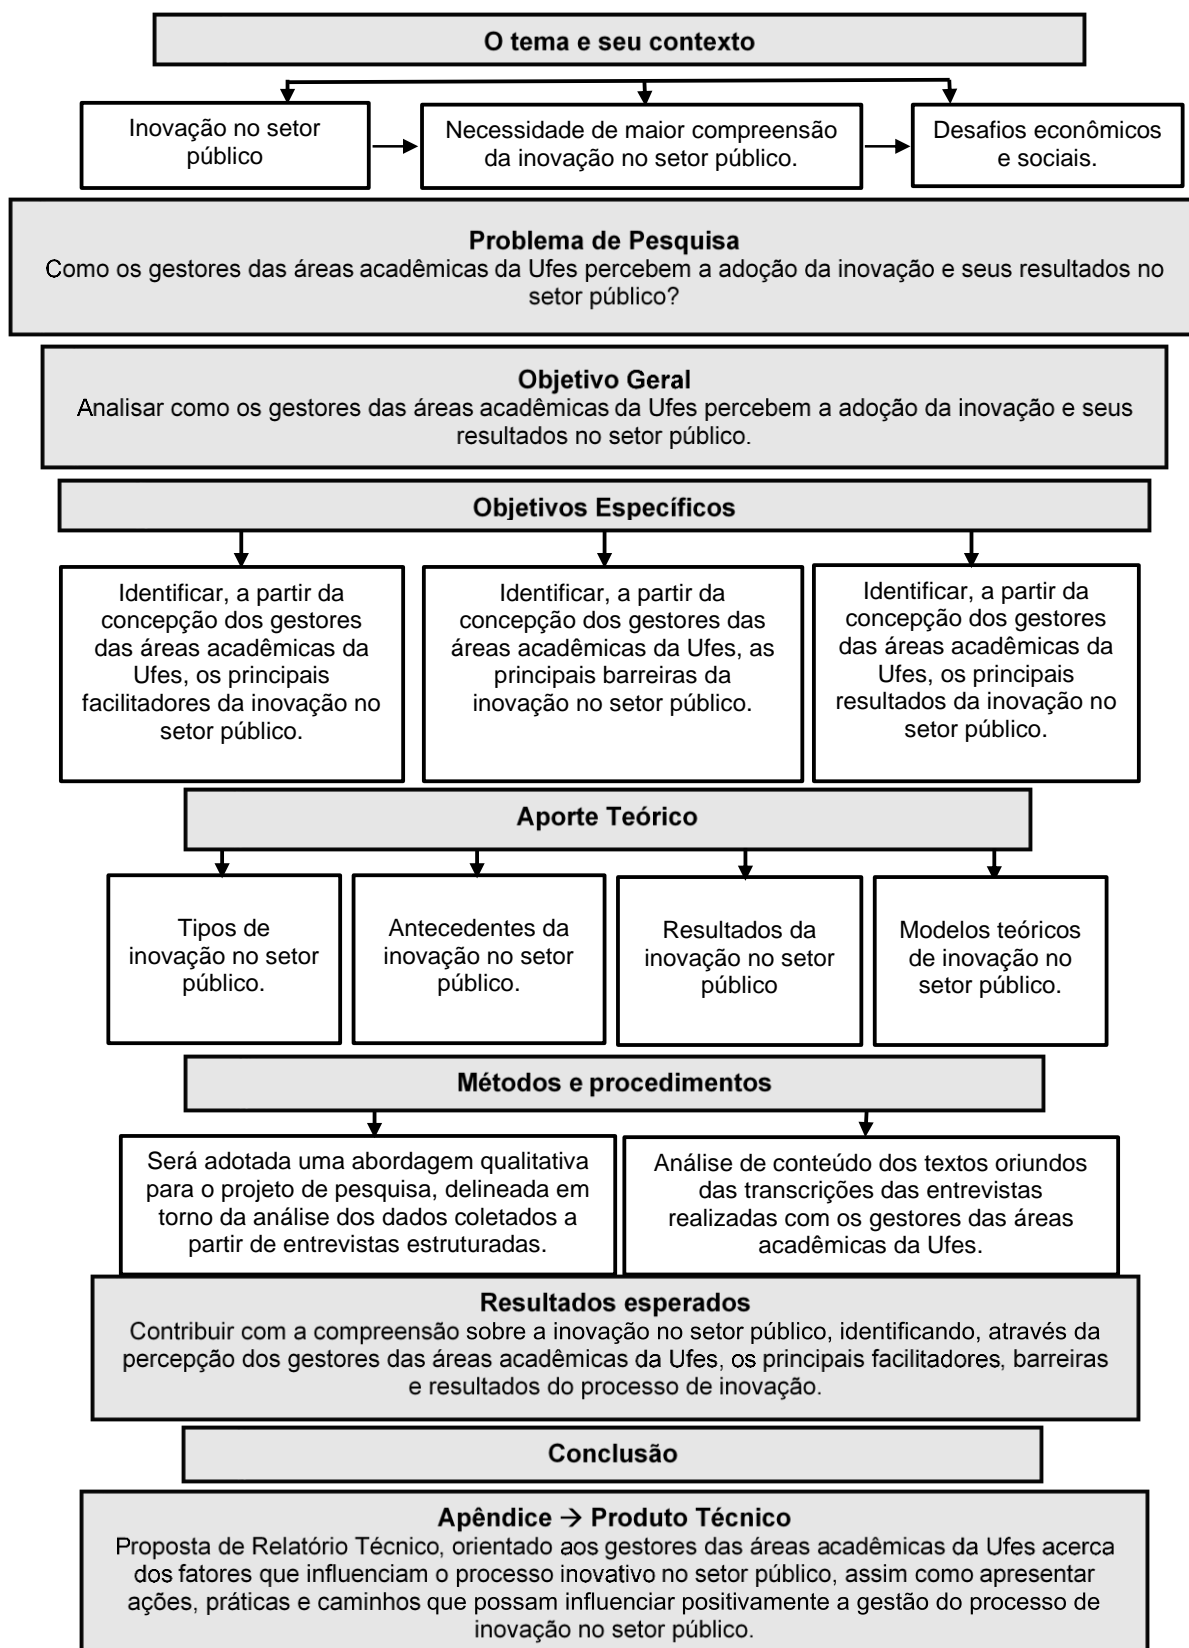 O tema e seu contexto
Inovação no setor
público
Necessidade de maior compreensão
da inovação no setor público.
Desafios econômicos
e sociais.
Problema de Pesquisa
Como os gestores das áreas acadêmicas da Ufes percebem a adoção da inovação e seus resultados no
setor público?
Objetivo Geral
Analisar como os gestores das áreas acadêmicas da Ufes percebem a adoção da inovação e seus
resultados no setor público.
Objetivos Específicos
Identificar, a partir da
concepção dos gestores
das áreas acadêmicas da
Ufes, os principais
facilitadores da inovação no
setor público.
Identificar, a partir da
concepção dos gestores das
áreas acadêmicas da Ufes, as
principais barreiras da
inovação no setor público.
Identificar, a partir da
concepção dos gestores
das áreas acadêmicas da
Ufes, os principais
resultados da inovação no
setor público.
Aporte Teórico
Tipos de
inovação no setor
público.
Antecedentes da
inovação no setor
público.
Resultados da
inovação no setor
público
Modelos teóricos
de inovação no
setor público.
Métodos e procedimentos
Será adotada uma abordagem qualitativa
para o projeto de pesquisa, delineada em
torno da análise dos dados coletados a
partir de entrevistas estruturadas.
Análise de conteúdo dos textos oriundos
das transcrições das entrevistas
realizadas com os gestores das áreas
acadêmicas da Ufes.
Resultados esperados
Contribuir com a compreensão sobre a inovação no setor público, identificando, através da
percepção dos gestores das áreas acadêmicas da Ufes, os principais facilitadores, barreiras
e resultados do processo de inovação.
Conclusão
Apêndice → Produto Técnico
Proposta de Relatório Técnico, orientado aos gestores das áreas acadêmicas da Ufes acerca
dos fatores que influenciam o processo inovativo no setor público, assim como apresentar
ações, práticas e caminhos que possam influenciar positivamente a gestão do processo de
inovação no setor público.